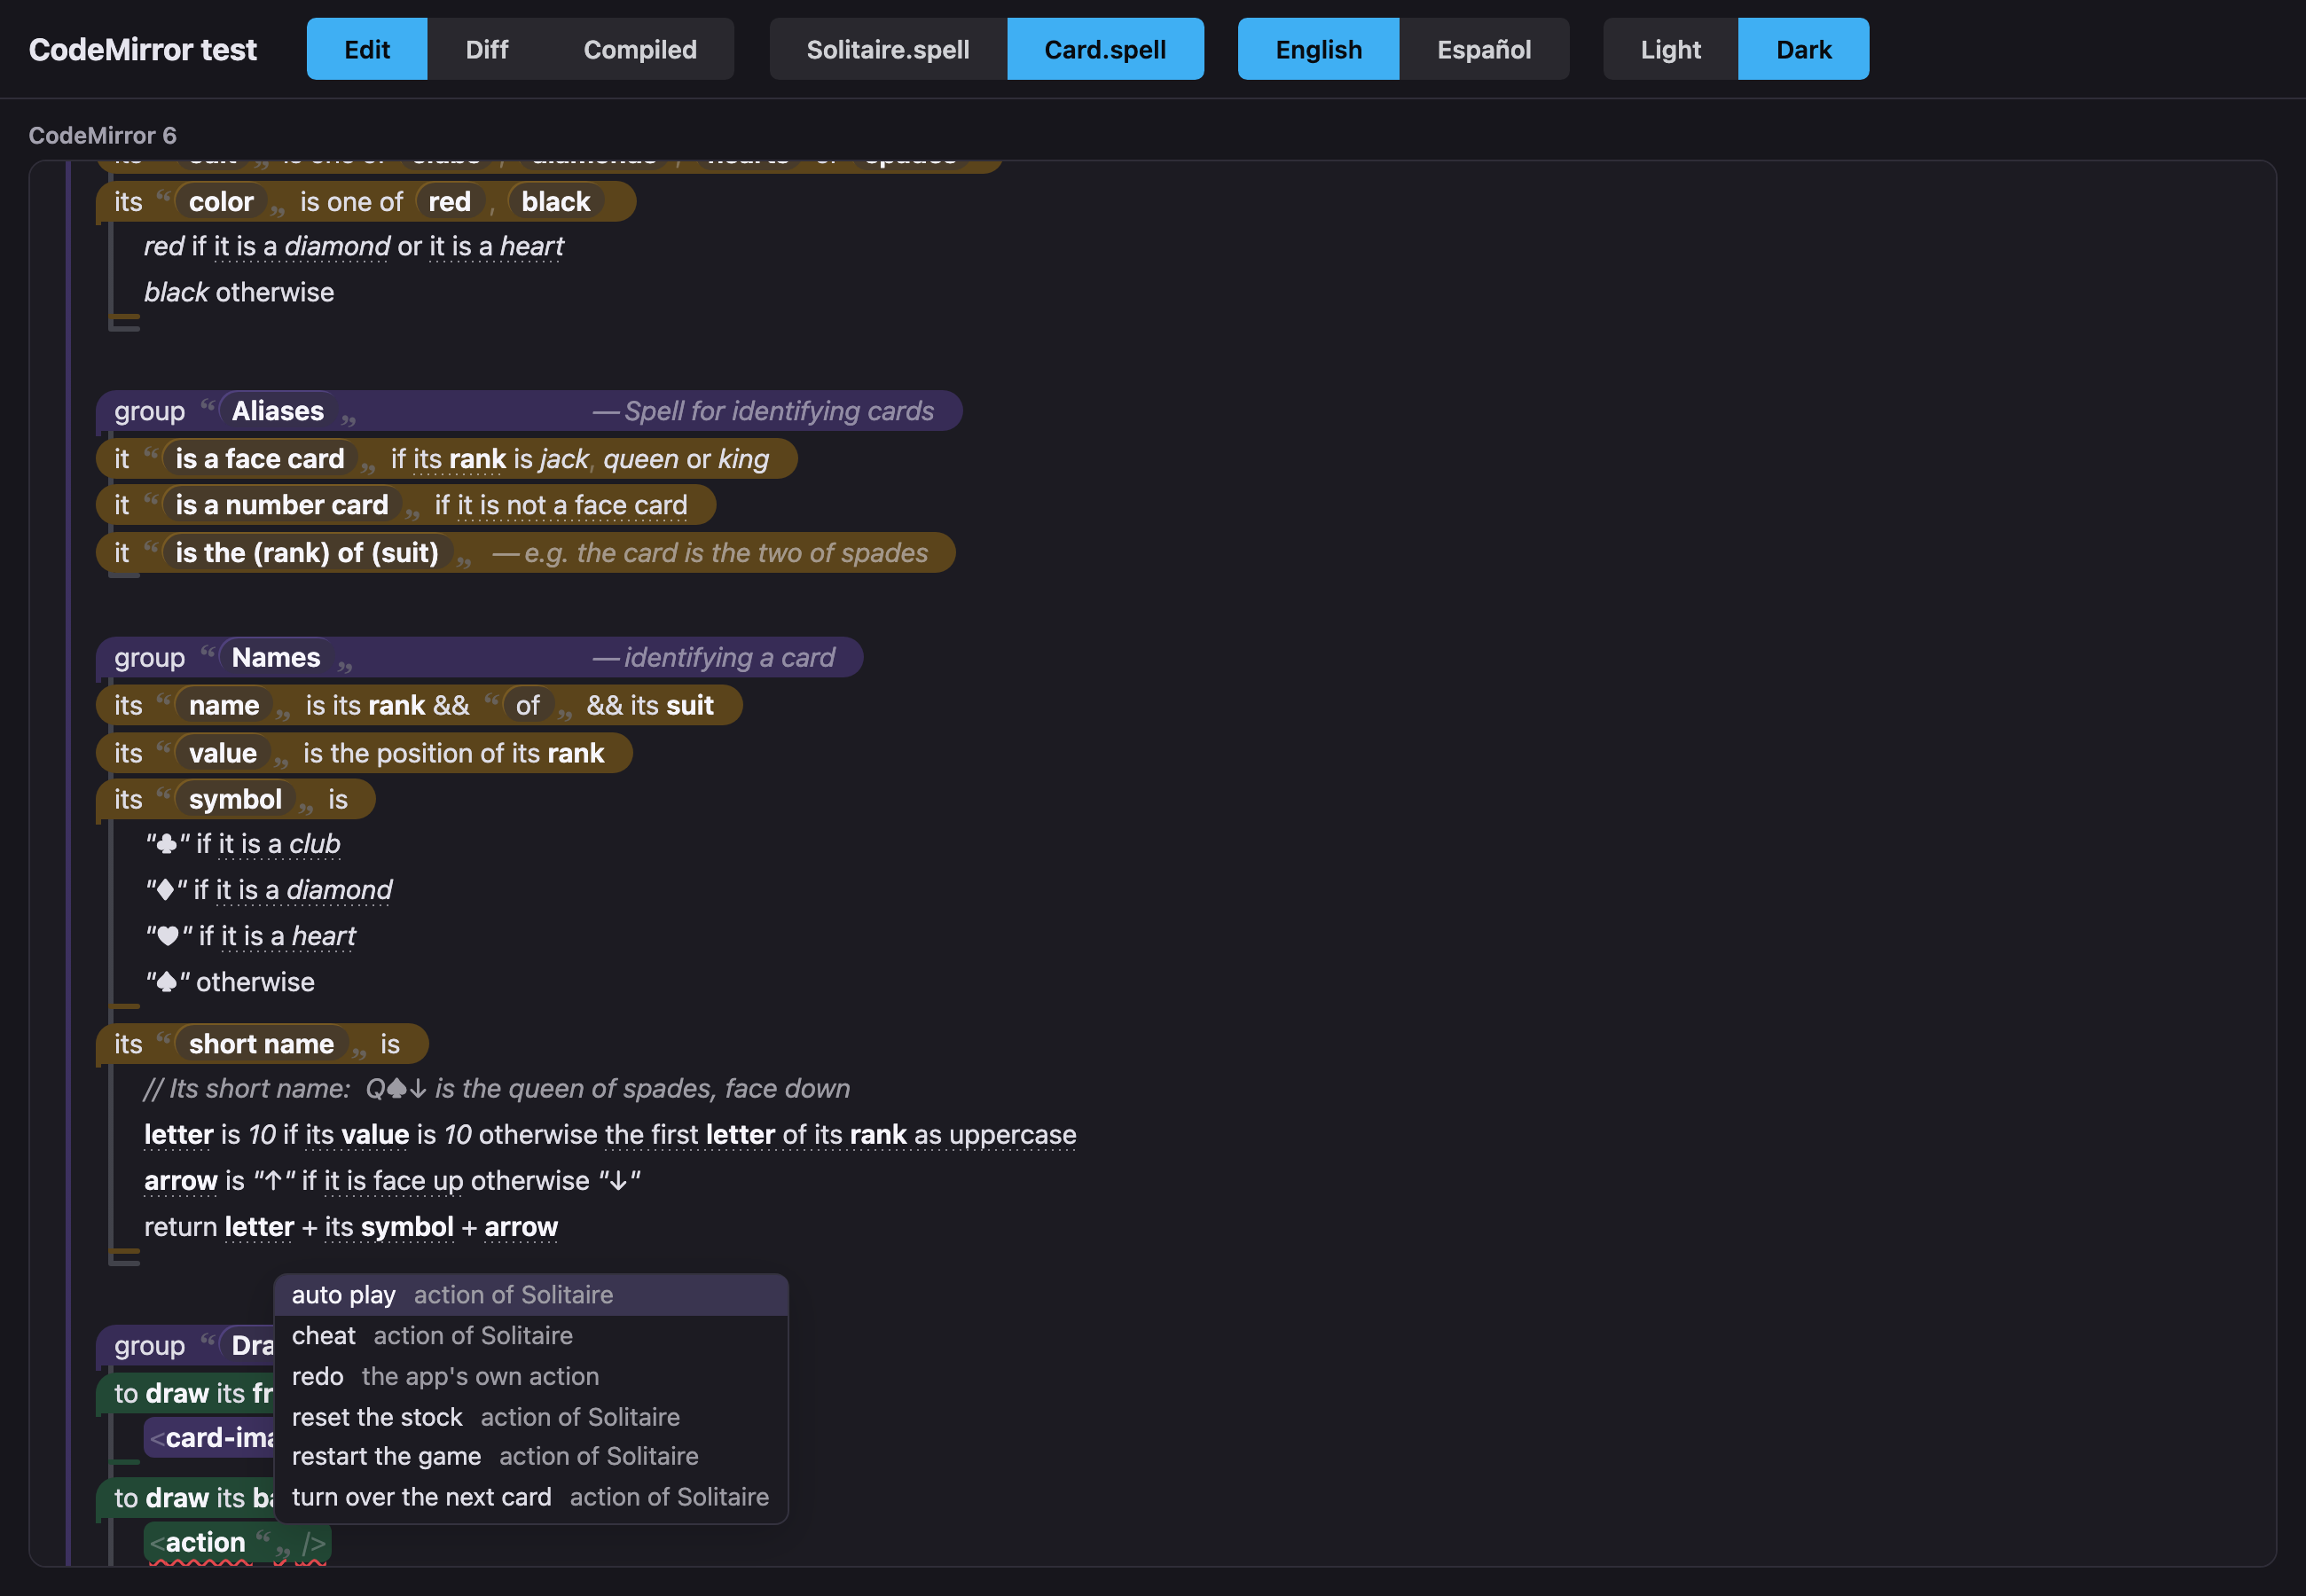 CodeMirror test Edit Diff Compiled Solitaire.spell Card.spell English Español Light Dark
CodeMirror 6
its “ suit „ is one of clubs , diamonds , hearts or spades
its “ color „ is one of red , black
red if it is a diamond or it is a heart
black otherwise
group “ Aliases „ — Spell for identifying cards
it “ is a face card „ if its rank is jack, queen or king
it “ is a number card „ if it is not a face card
it “ is the (rank) of (suit) „ — e.g. the card is the two of spades
group “ Names „ — identifying a card
its “ name „ is its rank && “ of „ && its suit
its “ value „ is the position of its rank
its “ symbol „ is
"♣" if it is a club
"♦" if it is a diamond
"♥" if it is a heart
"♠" otherwise
its “ short name „ is
// Its short name: Q♠↓ is the queen of spades, face down
letter is 10 if its value is 10 otherwise the first letter of its rank as uppercase
arrow is "↑" if it is face up otherwise "↓"
return letter + its symbol + arrow
auto play action of Solitaire
cheat action of Solitaire
redo the app's own action
reset the stock action of Solitaire
restart the game action of Solitaire
turn over the next card action of Solitaire
group “ Dra
to draw its fr
<card-ima
to draw its ba
<action “ „ />